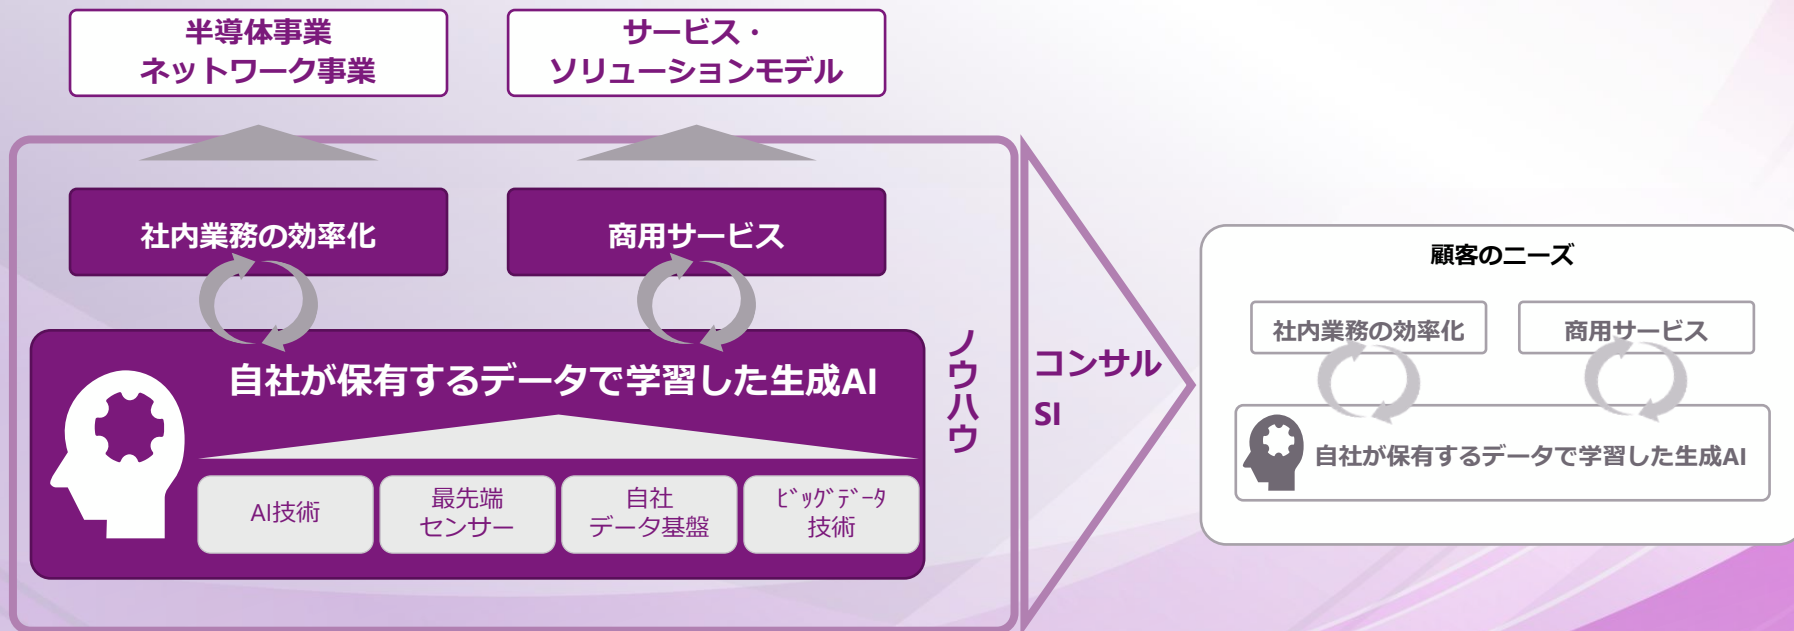 半導体事業
ネットワーク事業
サービス・
ソリューションモデル
社内業務の効率化
商用サービス
自社が保有するデータで学習した生成AI
AI技術
最先端
センサー
自社
データ基盤
ﾋﾞｯｸﾞﾃﾞｰﾀ
技術
ノウハウ
コンサル
SI
顧客のニーズ
社内業務の効率化
商用サービス
自社が保有するデータで学習した生成AI